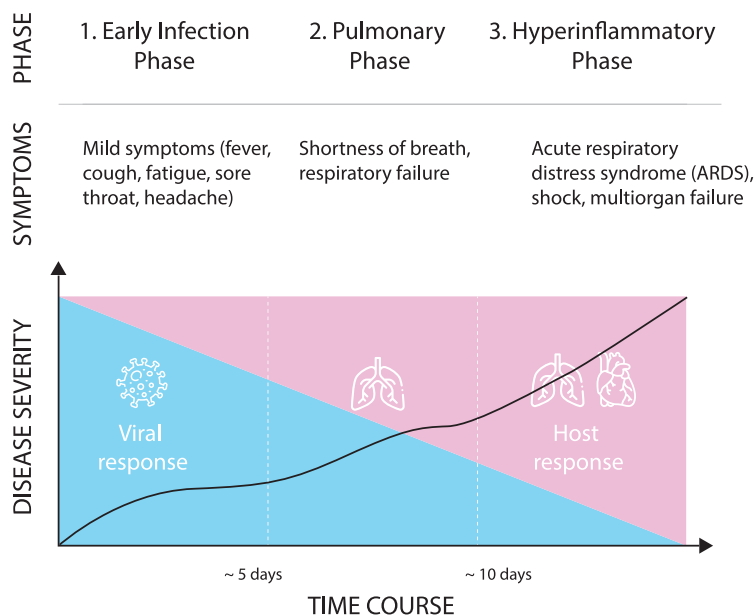 PHASE
1. Early Infection
Phase
2. Pulmonary
Phase
3. Hyperinflammatory
Phase
SYMPTOMS
Mild symptoms (fever,
cough, fatigue, sore
throat, headache)
Shortness of breath,
respiratory failure
Acute respiratory
distress syndrome (ARDS),
shock, multiorgan failure
DISEASE SEVERITY
Viral
response
Host
response
~ 5 days
~ 10 days
TIME COURSE